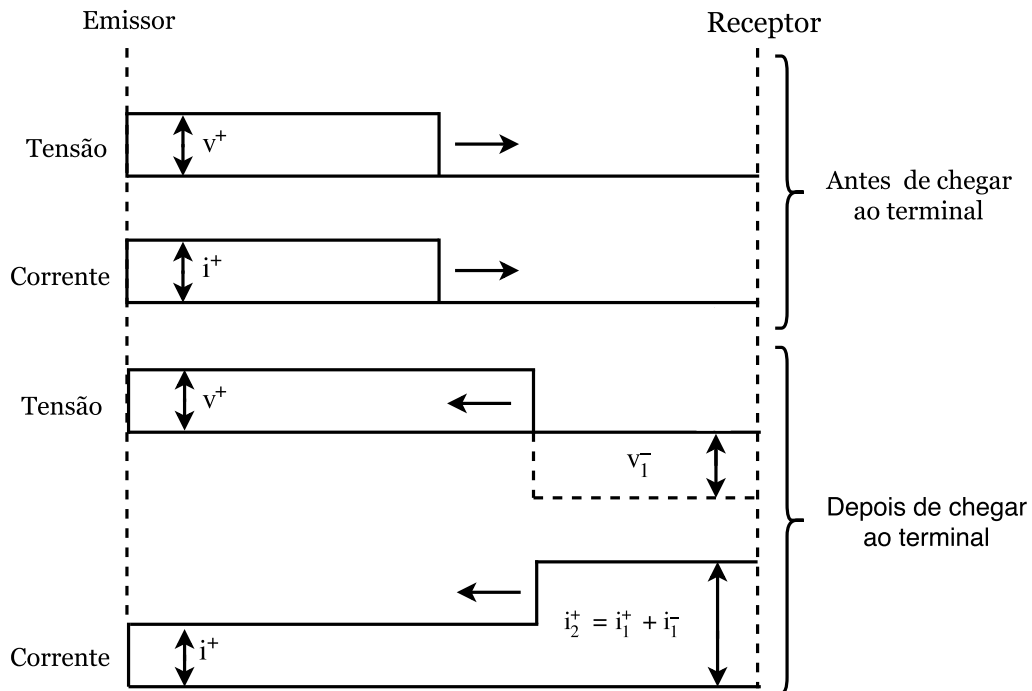 Emissor
Receptor
Tensão
v⁺
Corrente
i⁺
Antes de chegar
ao terminal
Tensão
v⁺
v₁⁻
Corrente
i⁺
i₂⁺ = i₁⁺ + i₁⁻
Depois de chegar
ao terminal